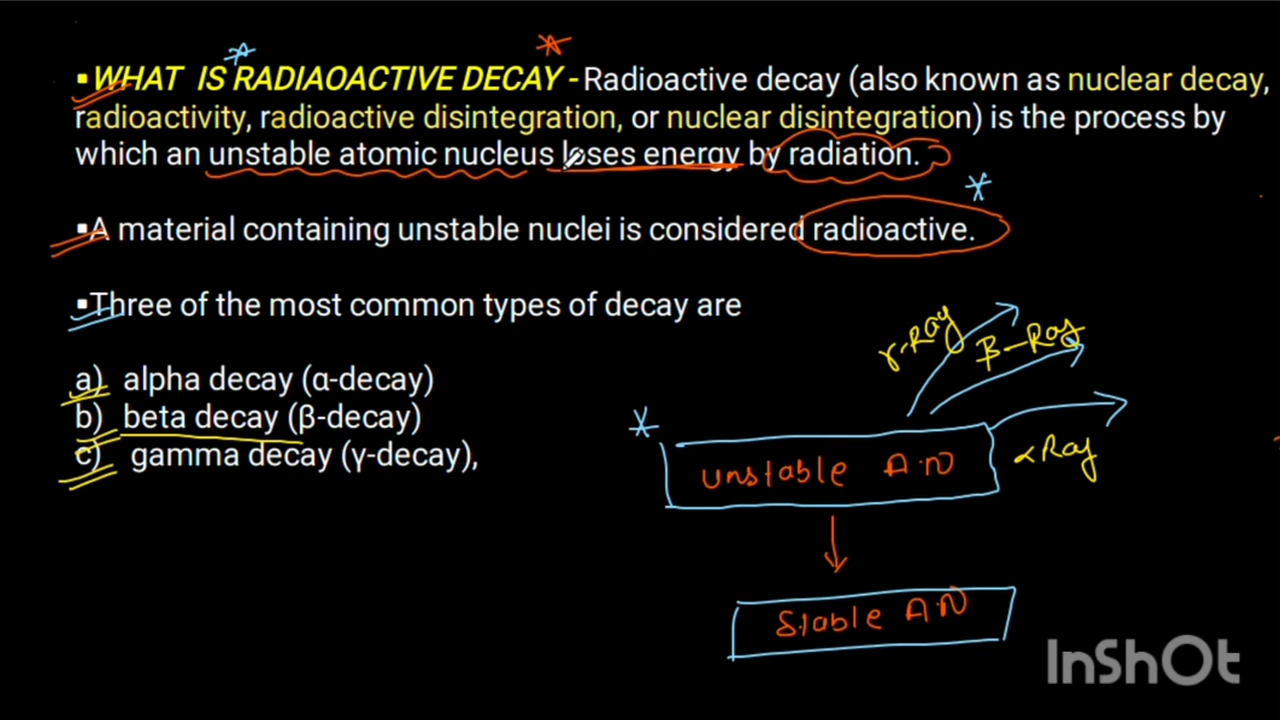 ▪WHAT IS RADIAOACTIVE DECAY - Radioactive decay (also known as nuclear decay,
radioactivity, radioactive disintegration, or nuclear disintegration) is the process by
which an unstable atomic nucleus loses energy by radiation.
▪A material containing unstable nuclei is considered radioactive.
▪Three of the most common types of decay are
a) alpha decay (α-decay)
b) beta decay (β-decay)
c) gamma decay (γ-decay),
γ-Ray
β-Ray
α Ray
unstable A.N
Stable A.N
InShOt